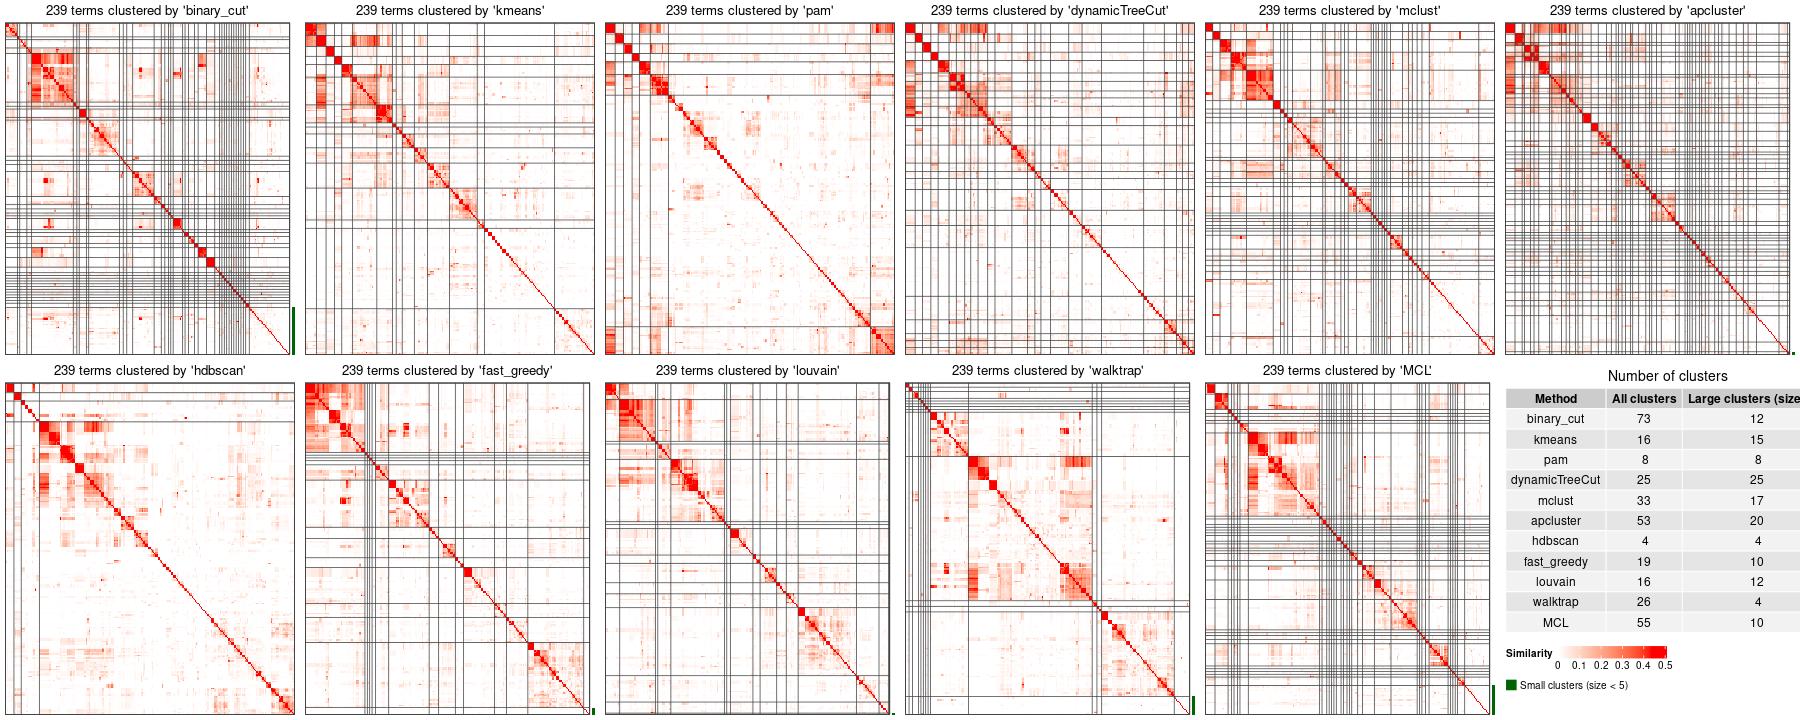 239 terms clustered by 'binary_cut'
239 terms clustered by 'kmeans'
239 terms clustered by 'pam'
239 terms clustered by 'dynamicTreeCut'
239 terms clustered by 'mclust'
239 terms clustered by 'apcluster'
239 terms clustered by 'hdbscan'
239 terms clustered by 'fast_greedy'
239 terms clustered by 'louvain'
239 terms clustered by 'walktrap'
239 terms clustered by 'MCL'
Number of clusters
Method All clusters Large clusters (size
binary_cut 73 12
kmeans 16 15
pam 8 8
dynamicTreeCut 25 25
mclust 33 17
apcluster 53 20
hdbscan 4 4
fast_greedy 19 10
louvain 16 12
walktrap 26 4
MCL 55 10
Similarity
0 0.1 0.2 0.3 0.4 0.5
Small clusters (size < 5)